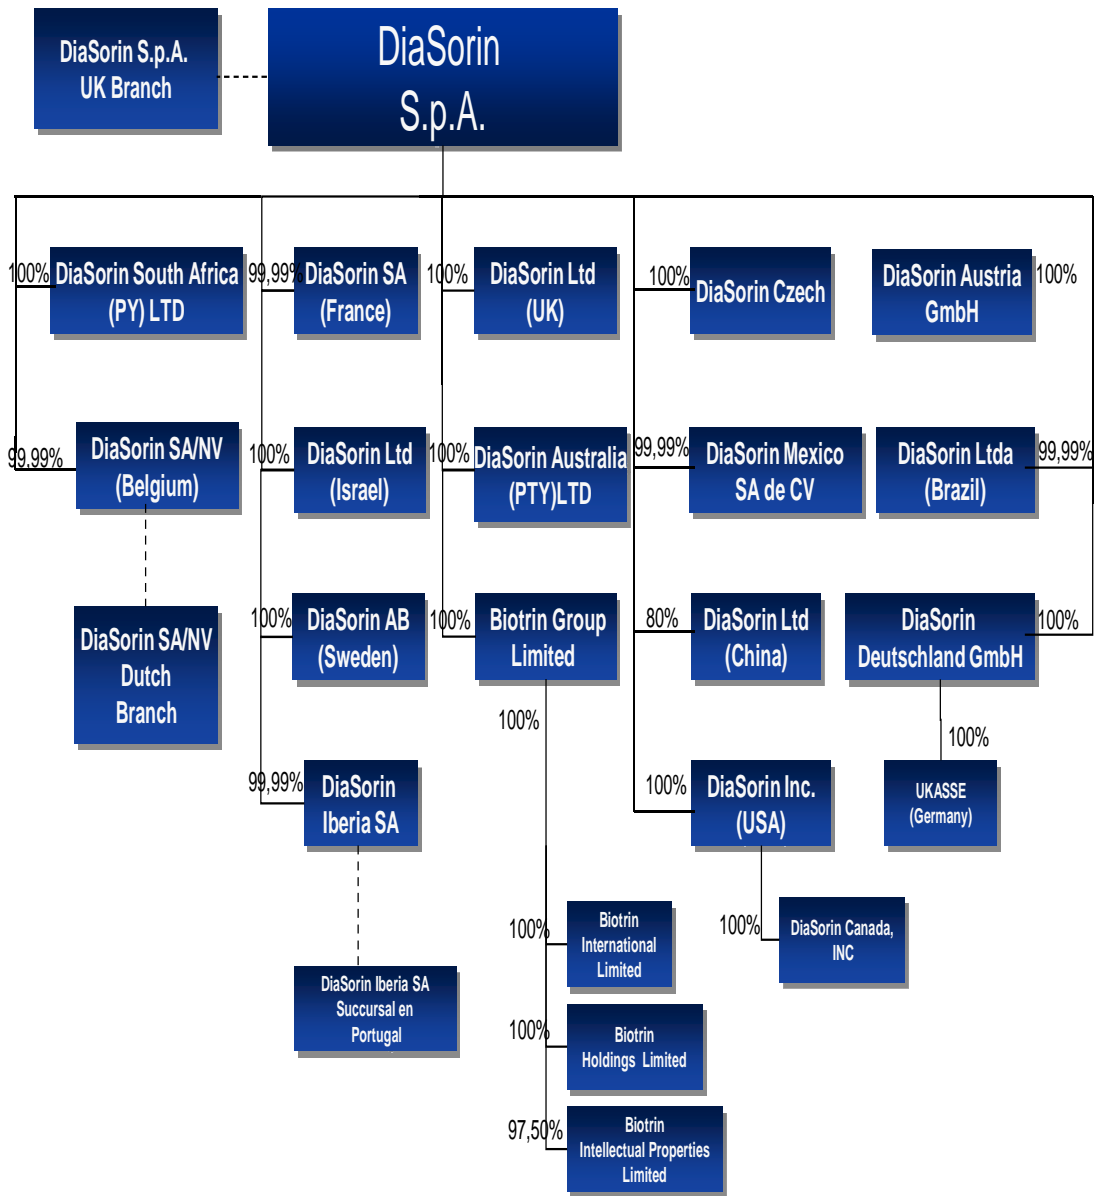 DiaSorin S.p.A.
UK Branch
DiaSorin
S.p.A.
100%
DiaSorin South Africa
(PY) LTD
99,99%
DiaSorin SA
(France)
100%
DiaSorin Ltd
(UK)
100%
DiaSorin Czech
DiaSorin Austria
GmbH
100%
99,99%
DiaSorin SA/NV
(Belgium)
100%
DiaSorin Ltd
(Israel)
100%
DiaSorin Australia
(PTY)LTD
99,99%
DiaSorin Mexico
SA de CV
DiaSorin Ltda
(Brazil)
99,99%
DiaSorin SA/NV
Dutch
Branch
100%
DiaSorin AB
(Sweden)
100%
Biotrin Group
Limited
80%
DiaSorin Ltd
(China)
DiaSorin
Deutschland GmbH
100%
100%
100%
99,99%
DiaSorin
Iberia SA
100%
DiaSorin Inc.
(USA)
UKASSE
(Germany)
100%
Biotrin
International
Limited
100%
DiaSorin Canada,
INC
DiaSorin Iberia SA
Succursal en
Portugal
100%
Biotrin
Holdings Limited
97,50%
Biotrin
Intellectual Properties
Limited